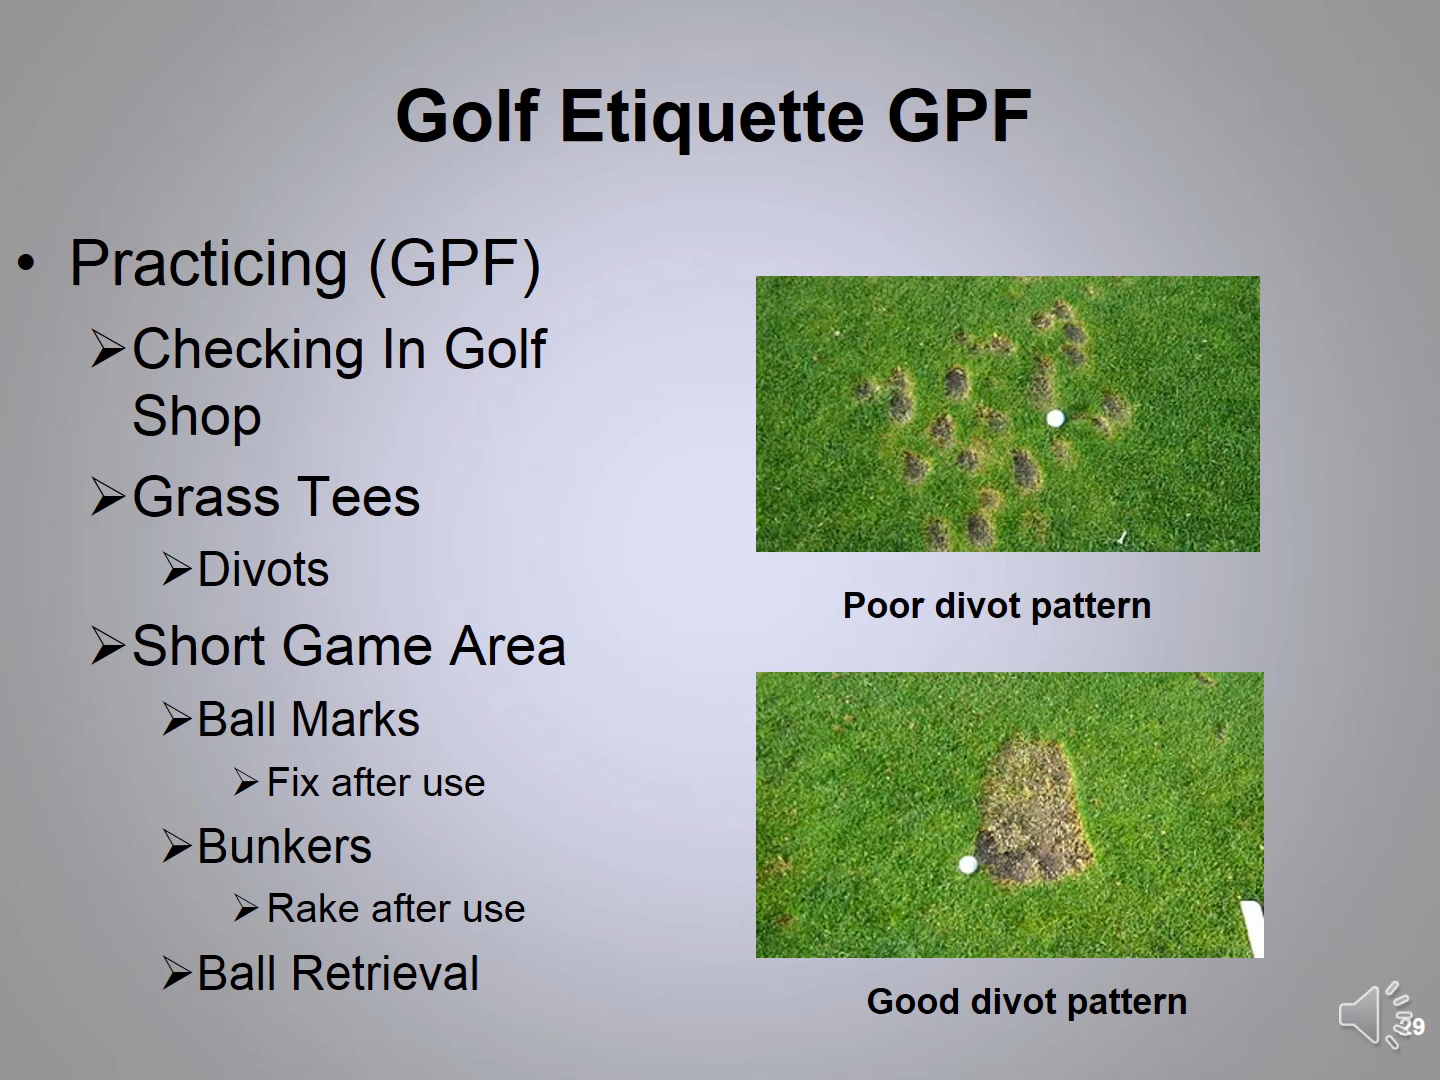 Golf Etiquette GPF
• Practicing (GPF)
➢Checking In Golf
Shop
➢Grass Tees
➢Divots
➢Short Game Area
➢Ball Marks
➢Fix after use
➢Bunkers
➢Rake after use
➢Ball Retrieval
Poor divot pattern
Good divot pattern
29